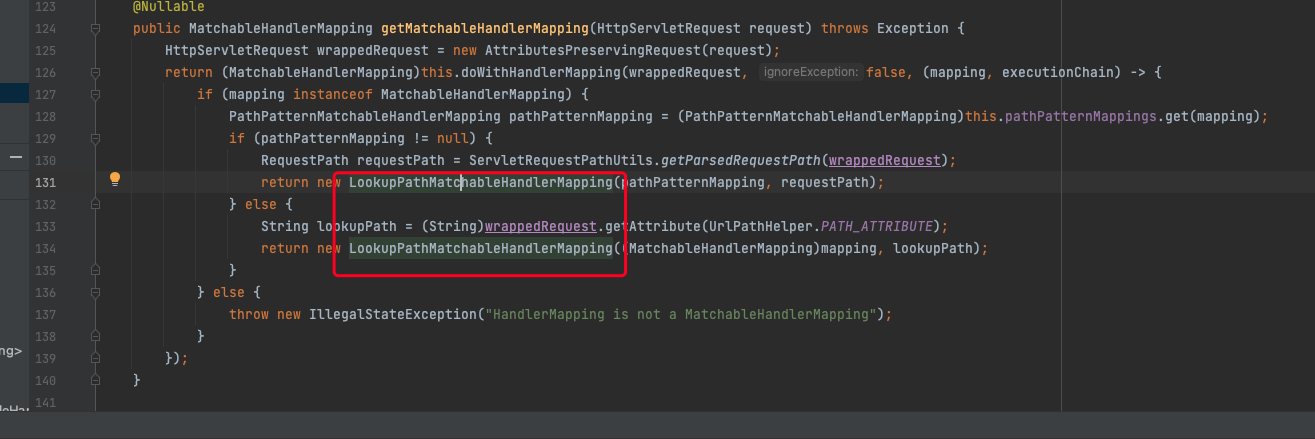 123 @Nullable
124 public MatchableHandlerMapping getMatchableHandlerMapping(HttpServletRequest request) throws Exception {
125 HttpServletRequest wrappedRequest = new AttributesPreservingRequest(request);
126 return (MatchableHandlerMapping)this.doWithHandlerMapping(wrappedRequest, ignoreException: false, (mapping, executionChain) -> {
127 if (mapping instanceof MatchableHandlerMapping) {
128 PathPatternMatchableHandlerMapping pathPatternMapping = (PathPatternMatchableHandlerMapping)this.pathPatternMappings.get(mapping);
129 if (pathPatternMapping != null) {
130 RequestPath requestPath = ServletRequestPathUtils.getParsedRequestPath(wrappedRequest);
131 return new LookupPathMatchableHandlerMapping(pathPatternMapping, requestPath);
132 } else {
133 String lookupPath = (String)wrappedRequest.getAttribute(UrlPathHelper.PATH_ATTRIBUTE);
134 return new LookupPathMatchableHandlerMapping((MatchableHandlerMapping)mapping, lookupPath);
135 }
136 } else {
137 throw new IllegalStateException("HandlerMapping is not a MatchableHandlerMapping");
138 }
ng> 139 });
140 }
141